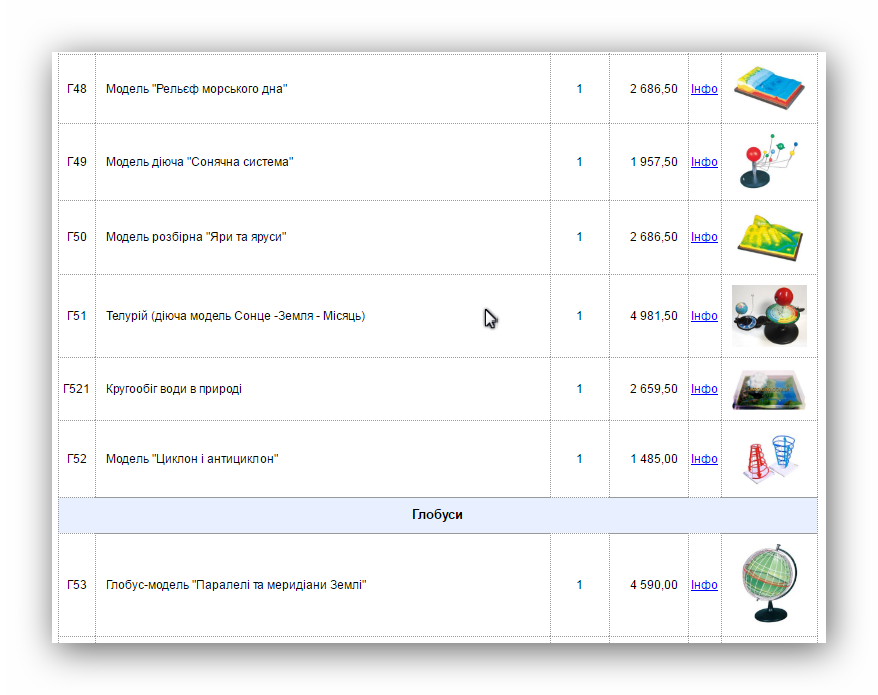 Г48 Модель "Рельєф морського дна" 1 2 686,50 Інфо
Г49 Модель діюча "Сонячна система" 1 1 957,50 Інфо
Г50 Модель розбірна "Яри та яруси" 1 2 686,50 Інфо
Г51 Телурій (діюча модель Сонце -Земля - Місяць) 1 4 981,50 Інфо
Г521 Кругообіг води в природі 1 2 659,50 Інфо
Г52 Модель "Циклон і антициклон" 1 1 485,00 Інфо
Глобуси
Г53 Глобус-модель "Паралелі та меридіани Землі" 1 4 590,00 Інфо